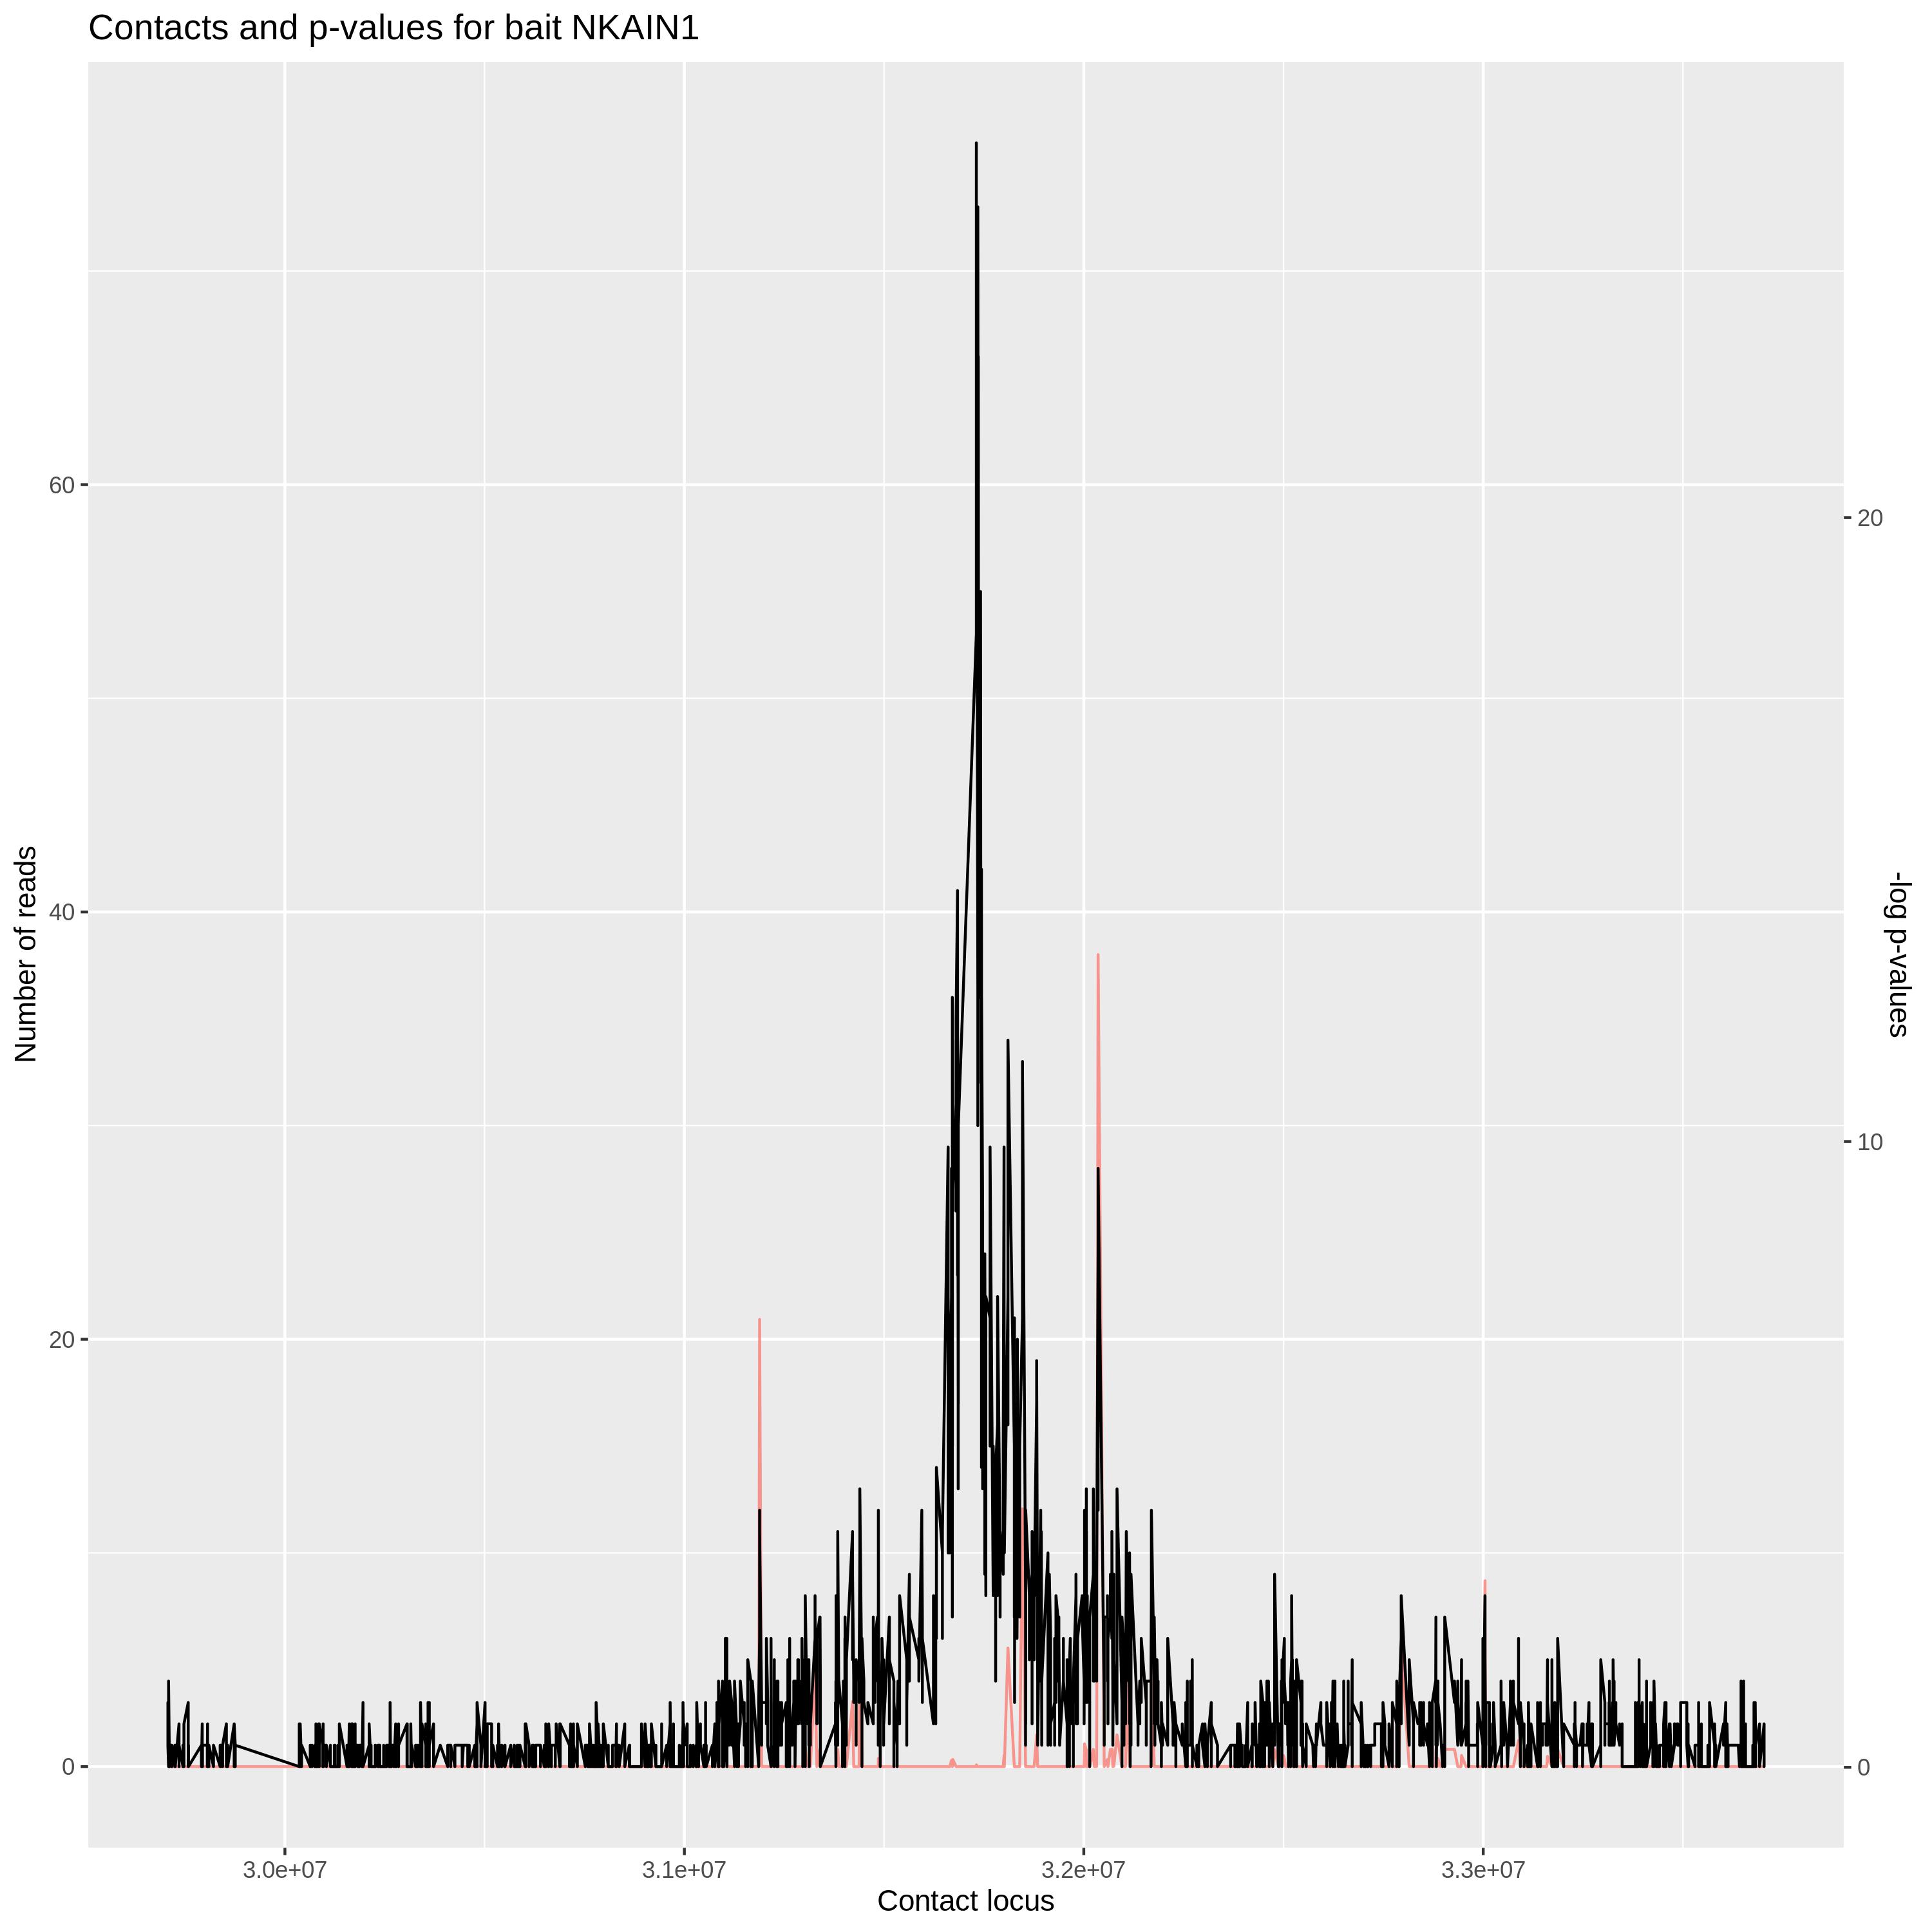 Contacts and p-values for bait NKAIN1
Number of reads
60
40
20
0
20
10
0
-log p-values
3.0e+07
3.1e+07
3.2e+07
3.3e+07
Contact locus